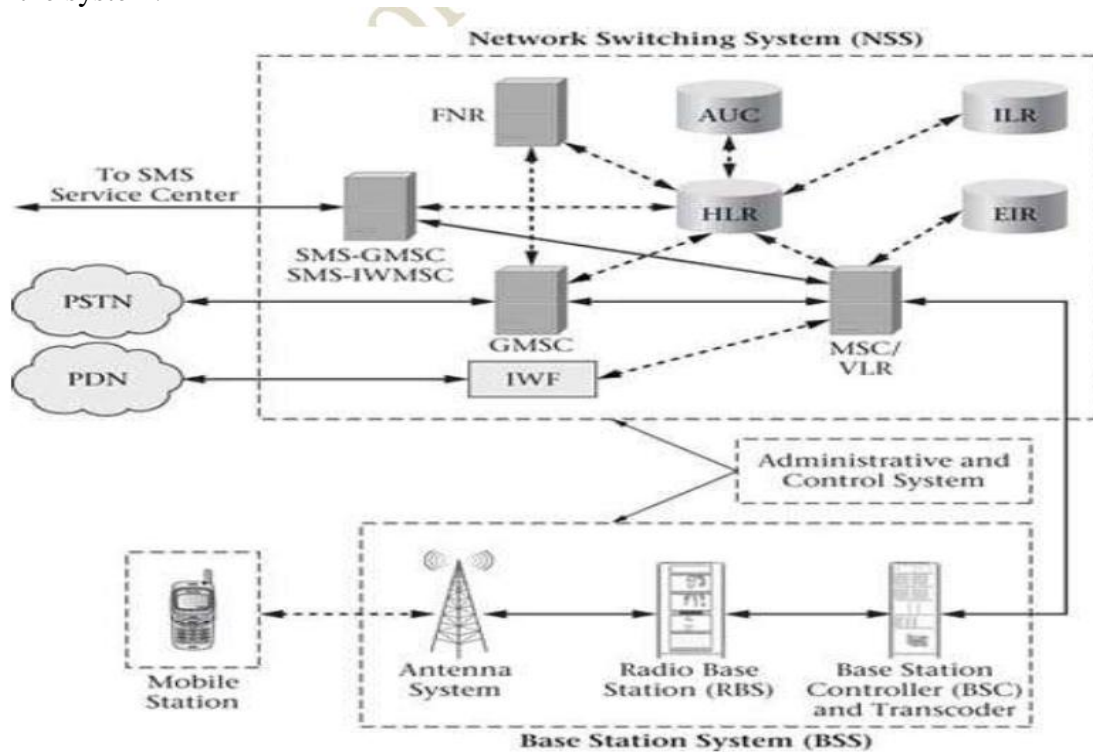 Network Switching System (NSS)
FNR
AUC
ILR
To SMS
Service Center
HLR
EIR
SMS-GMSC
SMS-IWMSC
PSTN
GMSC
MSC/
VLR
PDN
IWF
Administrative and
Control System
Mobile
Station
Antenna
System
Radio Base
Station (RBS)
Base Station
Controller (BSC)
and Transcoder
Base Station System (BSS)